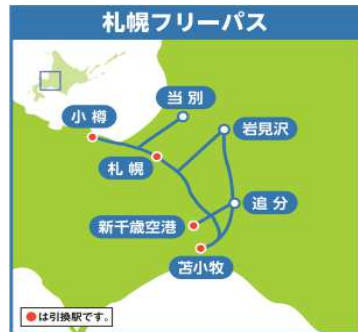 札幌フリーパス
当別
小樽
岩見沢
札幌
追分
新千歳空港
苫小牧
●は引換駅です。